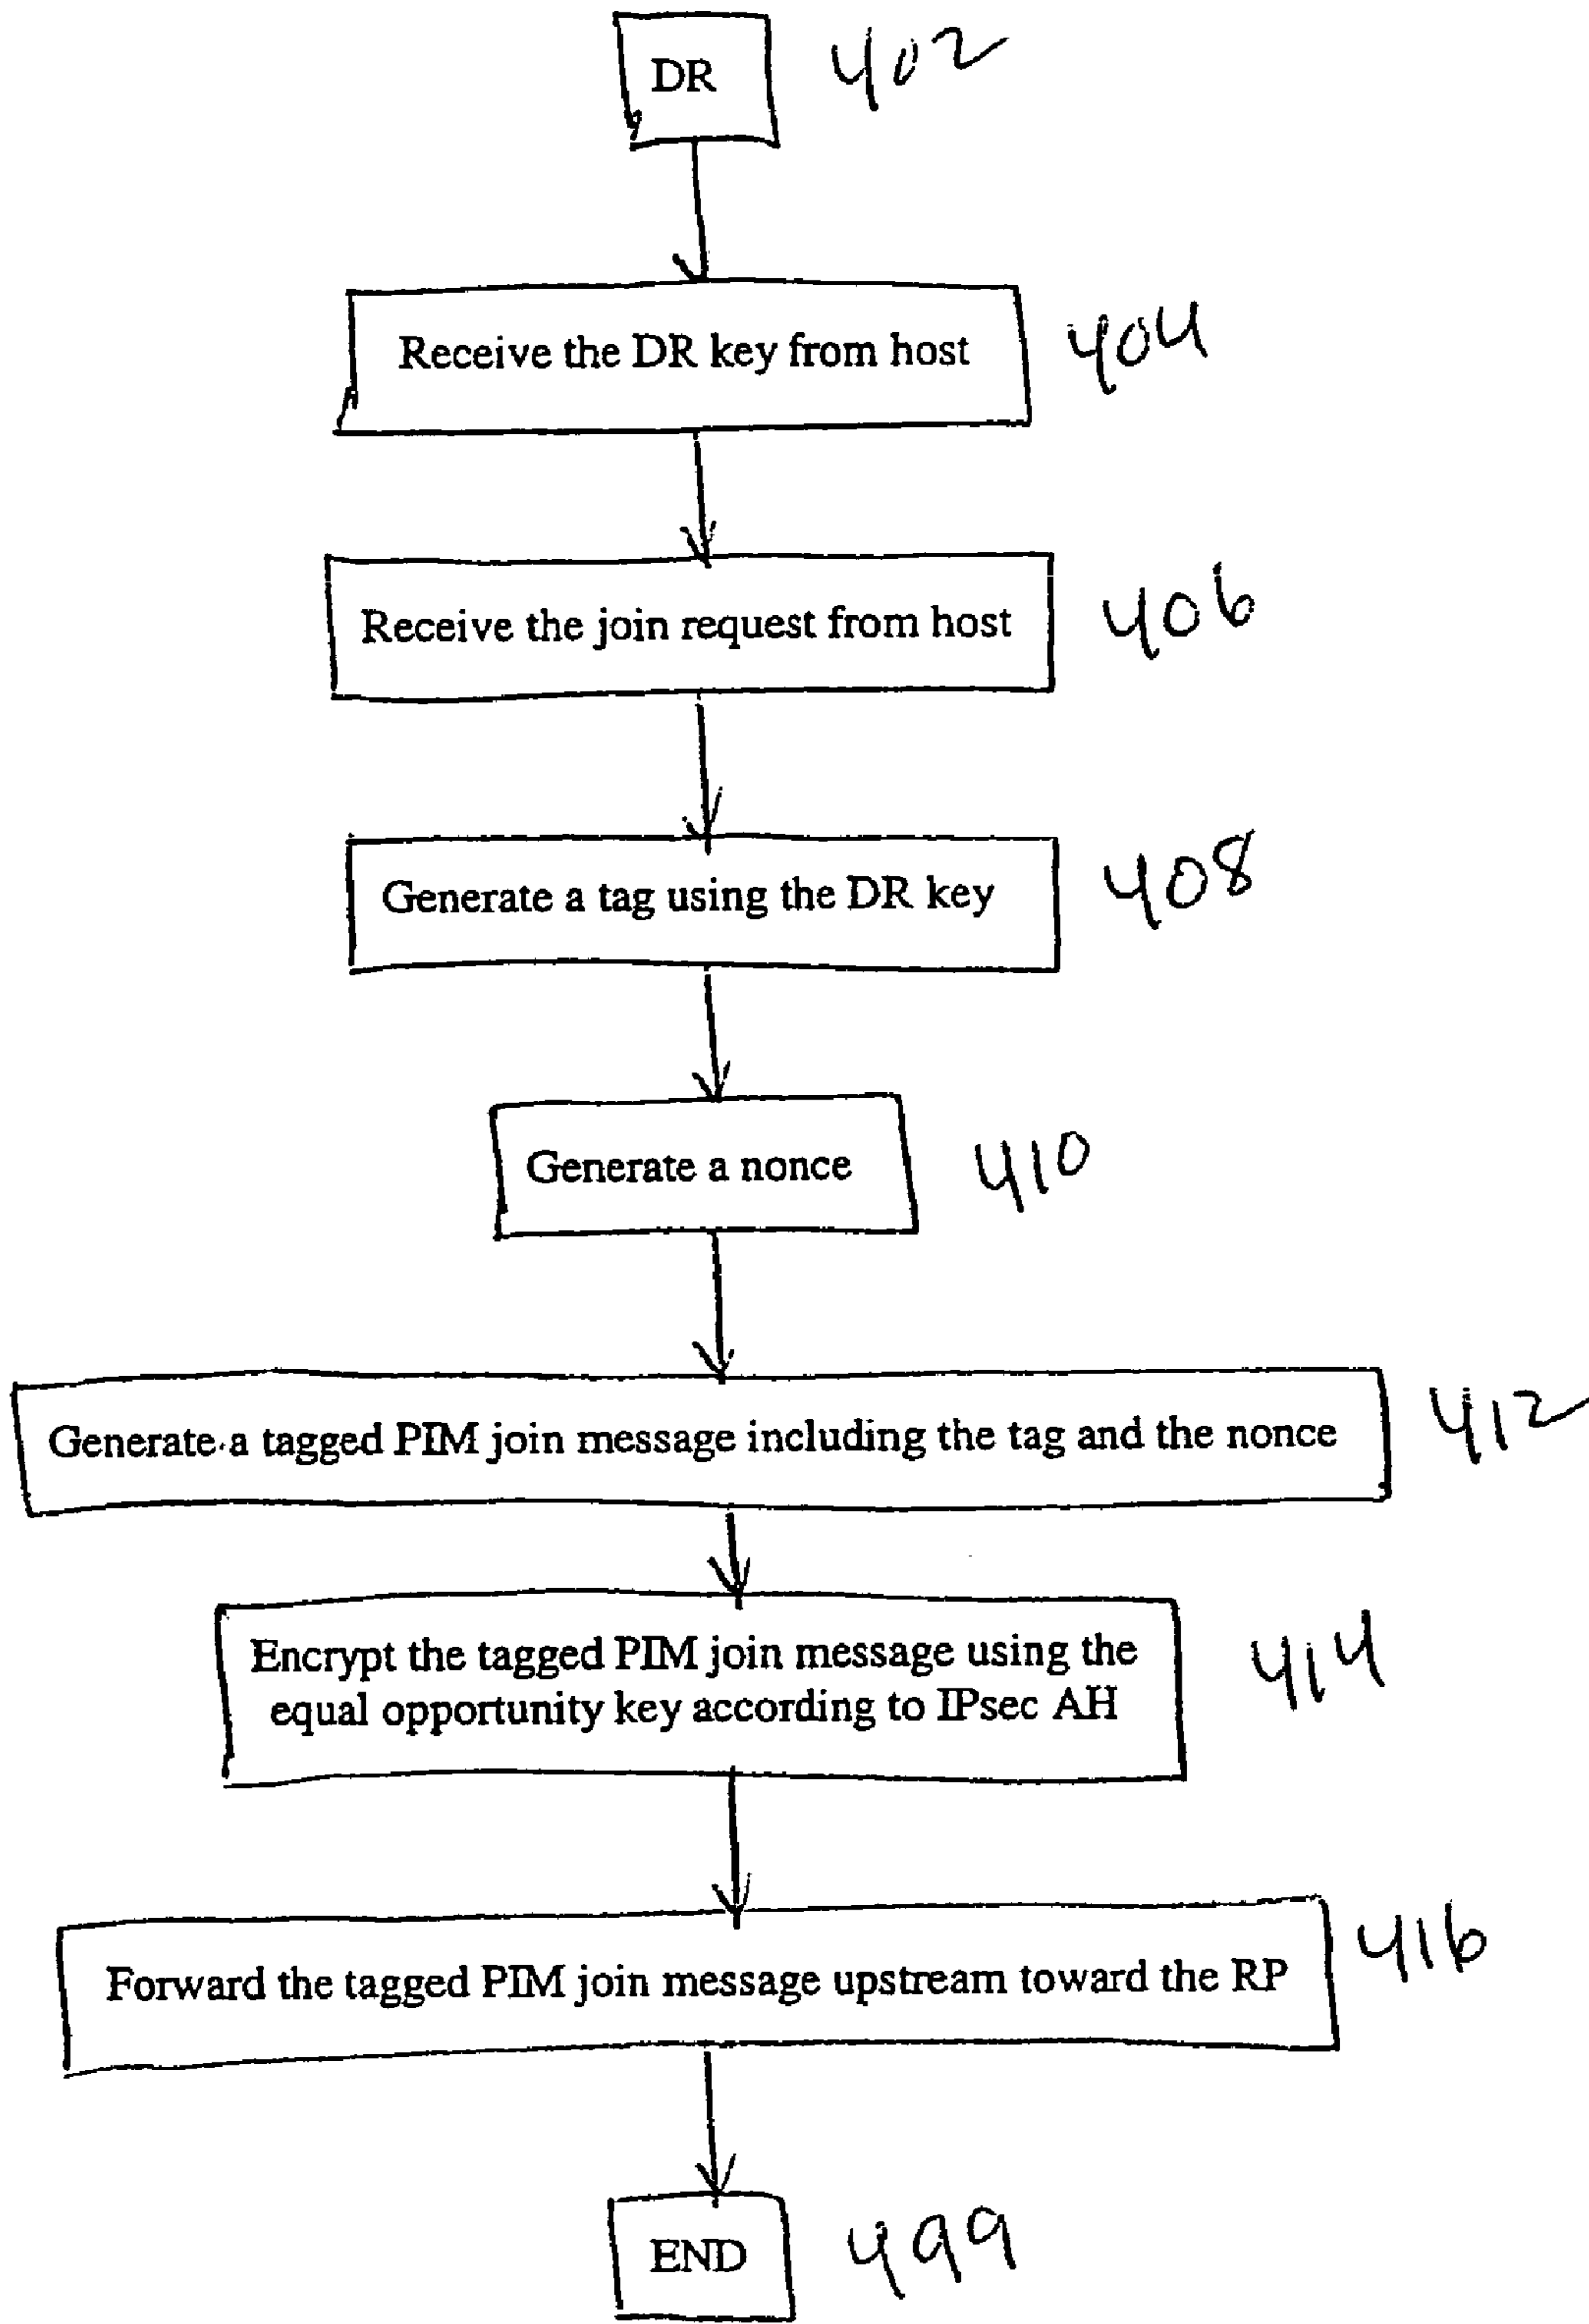 DR 402
Receive the DR key from host 404
Receive the join request from host 406
Generate a tag using the DR key 408
Generate a nonce 410
Generate a tagged PIM join message including the tag and the nonce 412
Encrypt the tagged PIM join message using the
equal opportunity key according to IPsec AH 414
Forward the tagged PIM join message upstream toward the RP 416
END 499